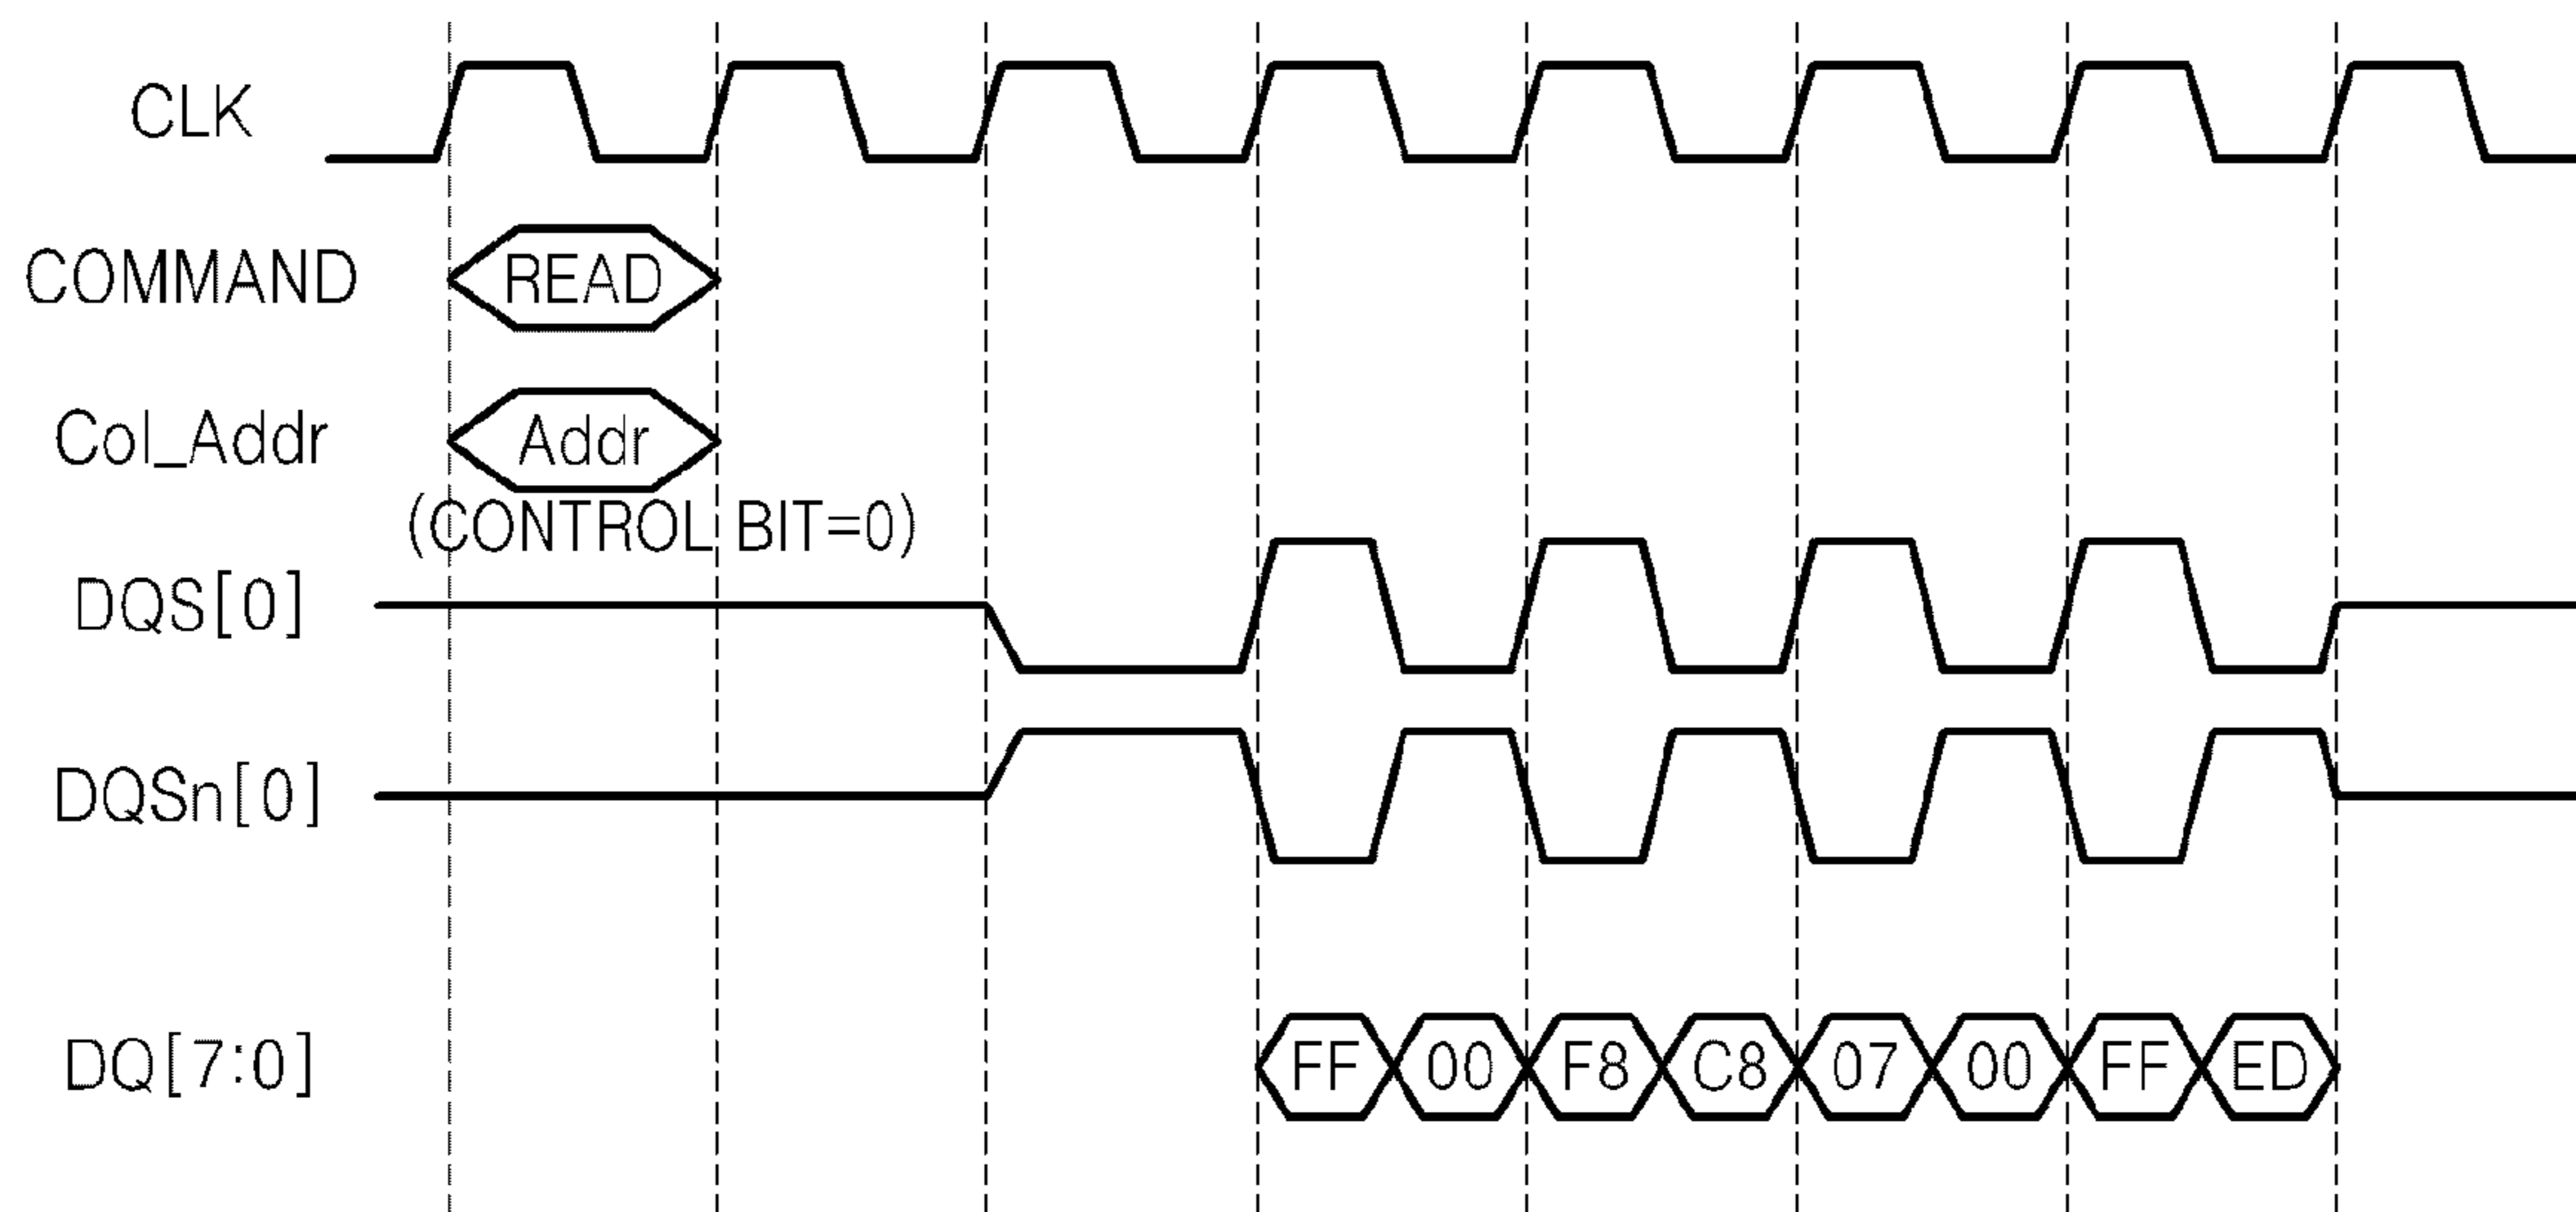 CLK
COMMAND READ
Col_Addr Addr
(CONTROL BIT=0)
DQS[0]
DQSn[0]
DQ[7:0] FF 00 F8 C8 07 00 FF ED